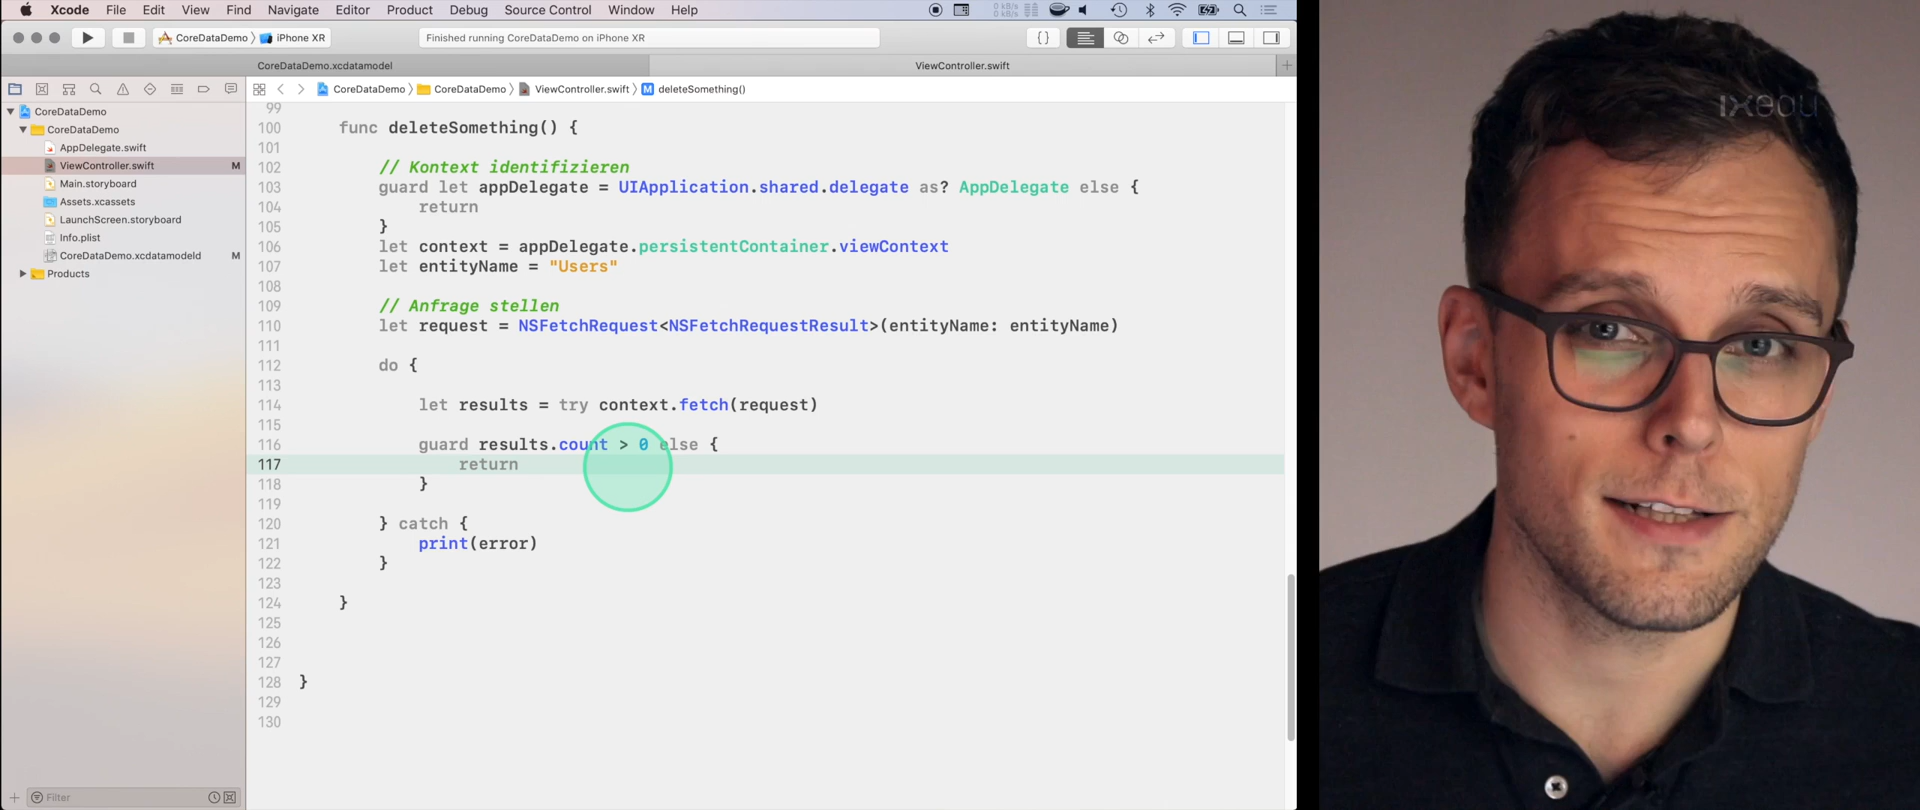 Xcode File Edit View Find Navigate Editor Product Debug Source Control Window Help
0 kB/s
0 kB/s
CoreDataDemo iPhone XR
Finished running CoreDataDemo on iPhone XR
CoreDataDemo.xcdatamodel
ViewController.swift
CoreDataDemo CoreDataDemo ViewController.swift M deleteSomething()
CoreDataDemo
CoreDataDemo
AppDelegate.swift
ViewController.swift M
Main.storyboard
Assets.xcassets
LaunchScreen.storyboard
Info.plist
CoreDataDemo.xcdatamodeld M
Products
Filter
99
100 func deleteSomething() {
101
102 // Kontext identifizieren
103 guard let appDelegate = UIApplication.shared.delegate as? AppDelegate else {
104 return
105 }
106 let context = appDelegate.persistentContainer.viewContext
107 let entityName = "Users"
108
109 // Anfrage stellen
110 let request = NSFetchRequest<NSFetchRequestResult>(entityName: entityName)
111
112 do {
113
114 let results = try context.fetch(request)
115
116 guard results.count > 0 else {
117 return
118 }
119
120 } catch {
121 print(error)
122 }
123
124 }
125
126
127
128 }
129
130
ixedu